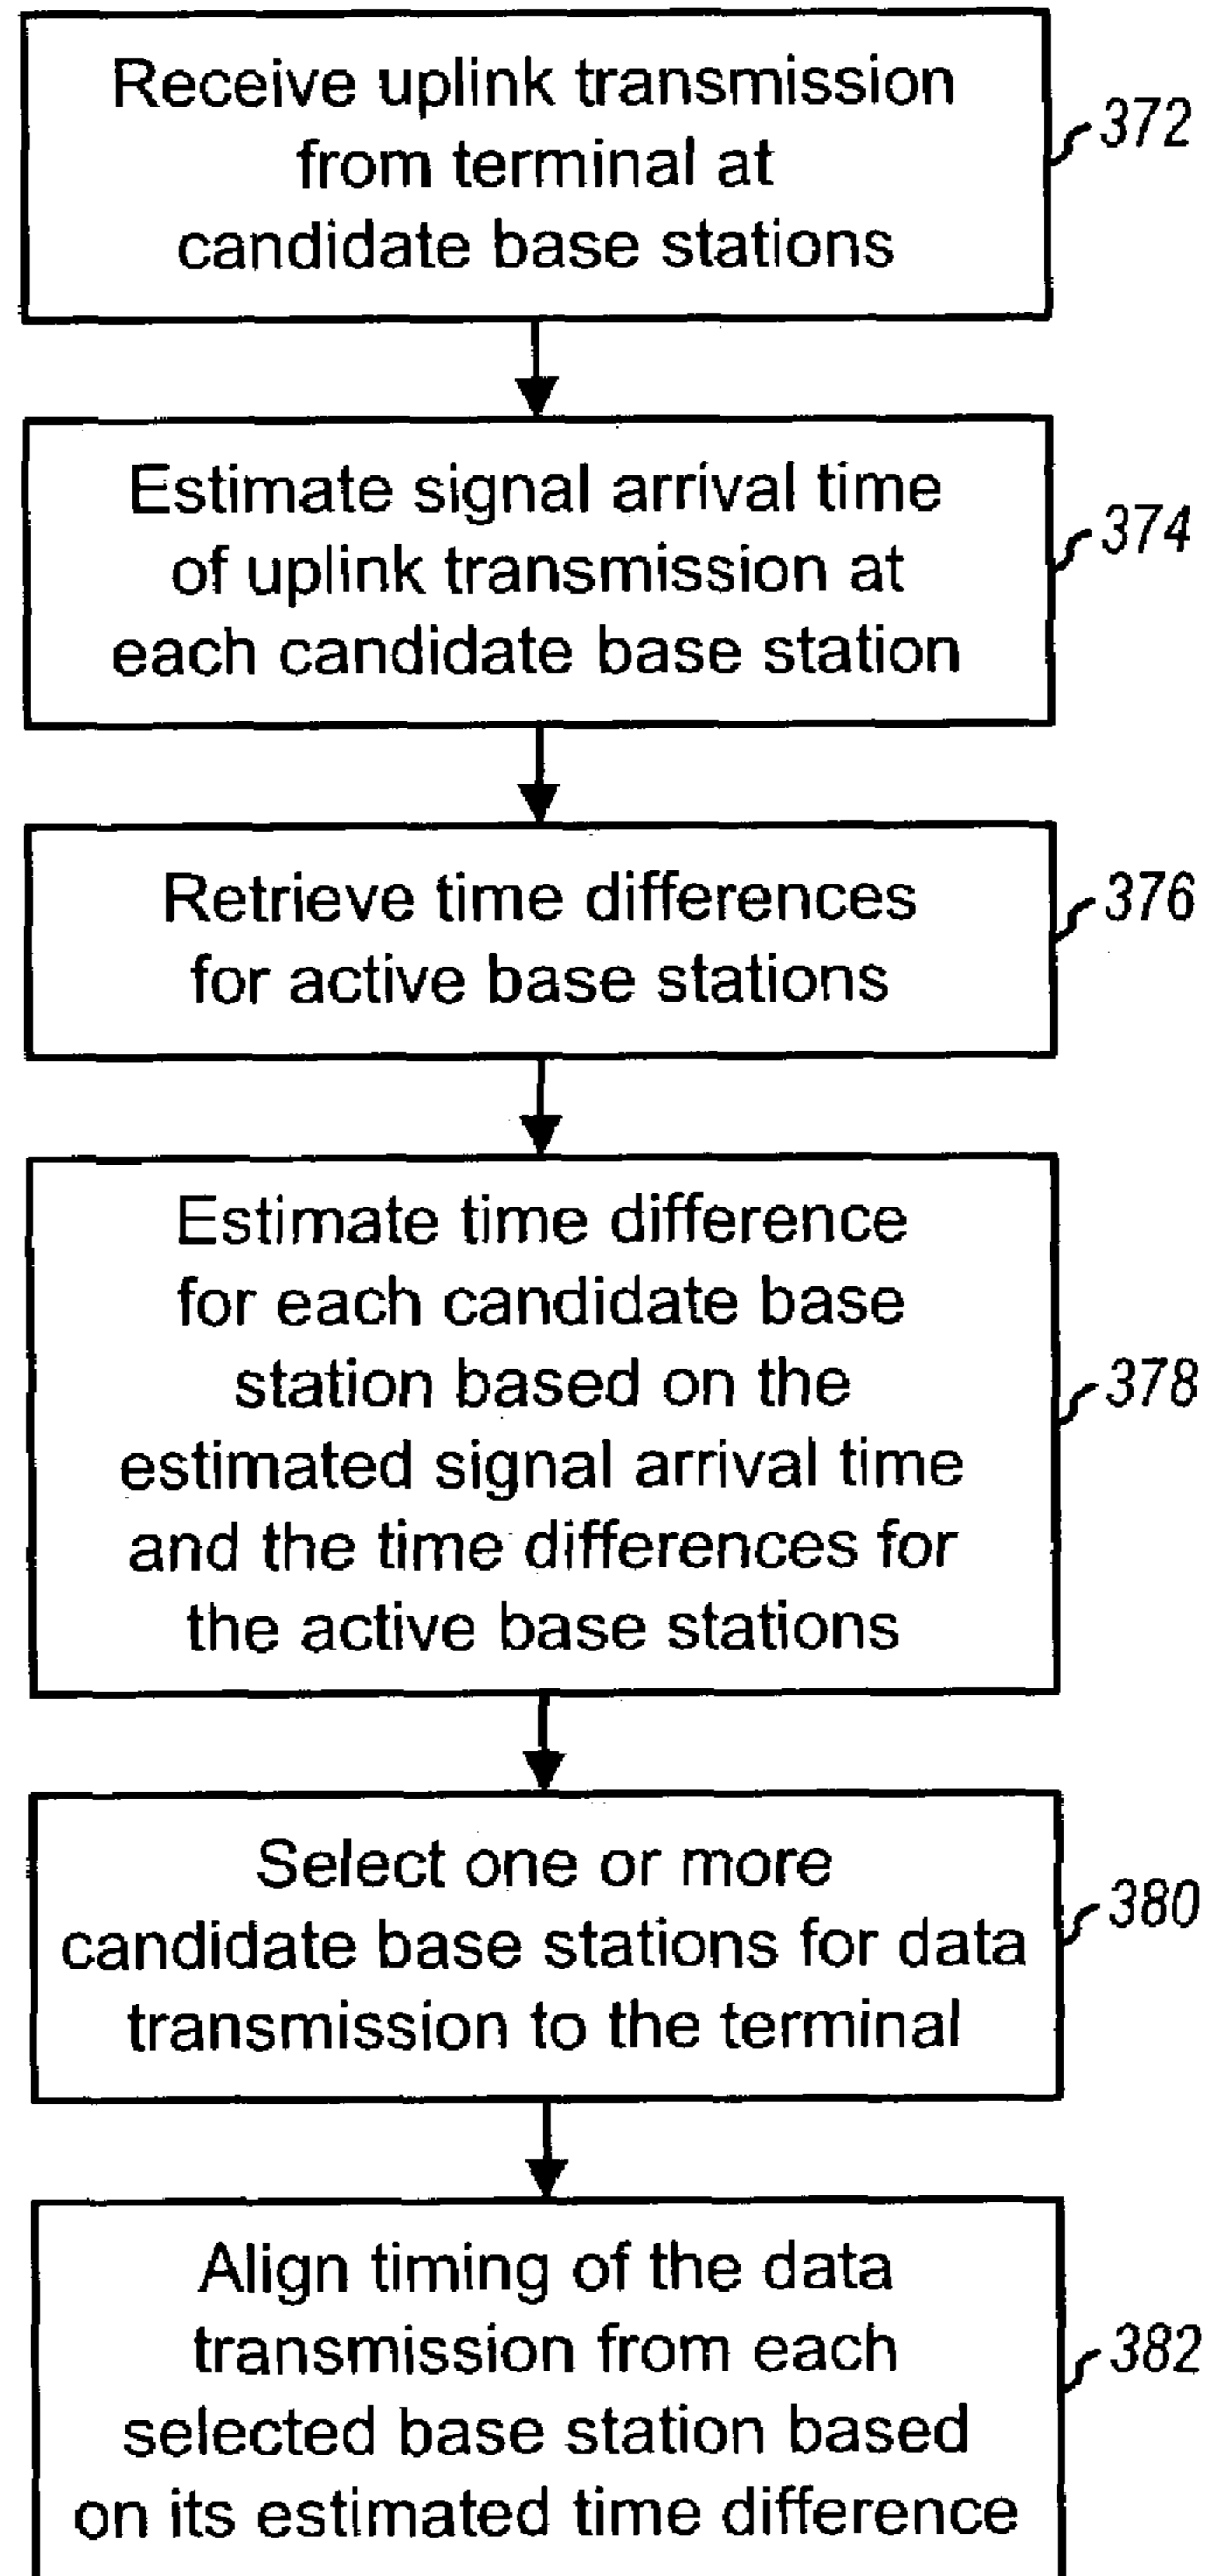 Receive uplink transmission
from terminal at
candidate base stations
372
Estimate signal arrival time
of uplink transmission at
each candidate base station
374
Retrieve time differences
for active base stations
376
Estimate time difference
for each candidate base
station based on the
estimated signal arrival time
and the time differences for
the active base stations
378
Select one or more
candidate base stations for data
transmission to the terminal
380
Align timing of the data
transmission from each
selected base station based
on its estimated time difference
382